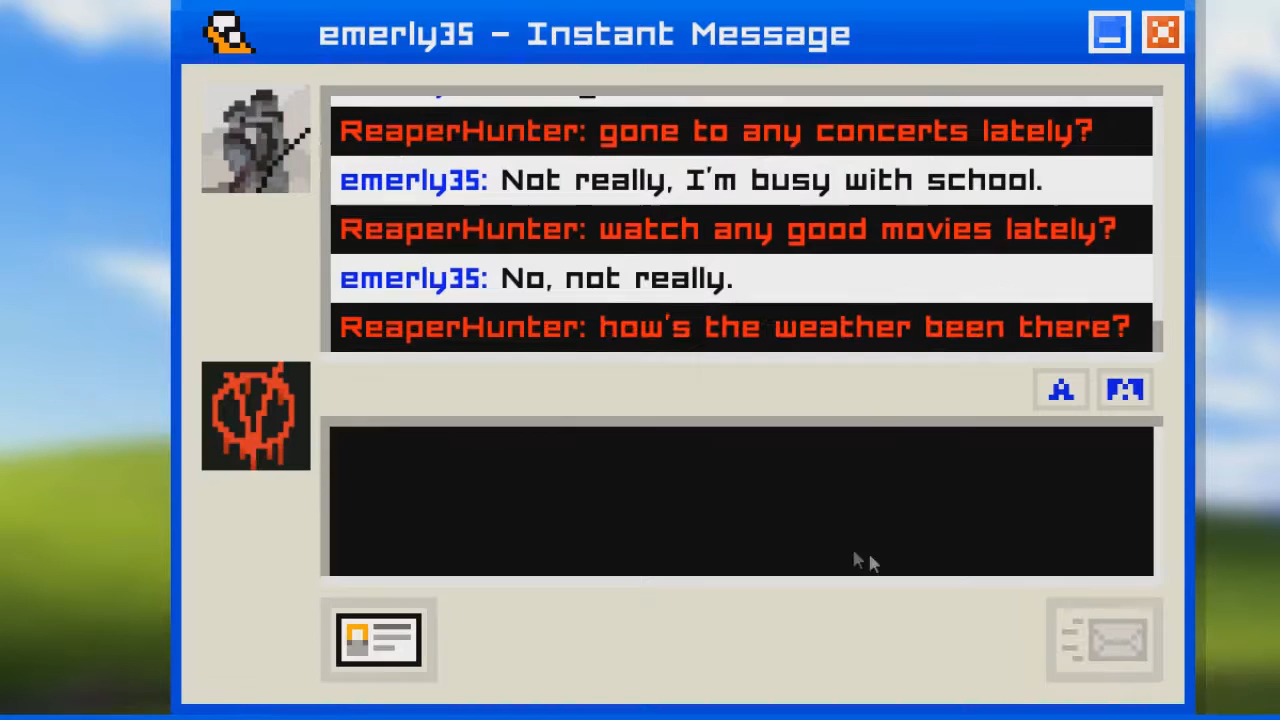 emerly35 - Instant Message
ReaperHunter: gone to any concerts lately?
emerly35: Not really, I'm busy with school.
ReaperHunter: watch any good movies lately?
emerly35: No, not really.
ReaperHunter: how's the weather been there?
A